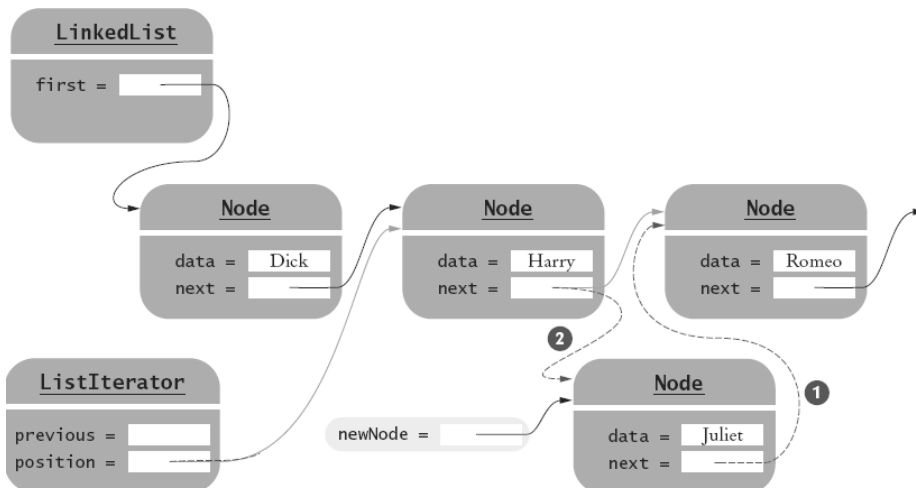 LinkedList
first =
Node
data = Dick
next =
Node
data = Harry
next =
Node
data = Romeo
next =
2
1
ListIterator
previous =
position =
newNode =
Node
data = Juliet
next =